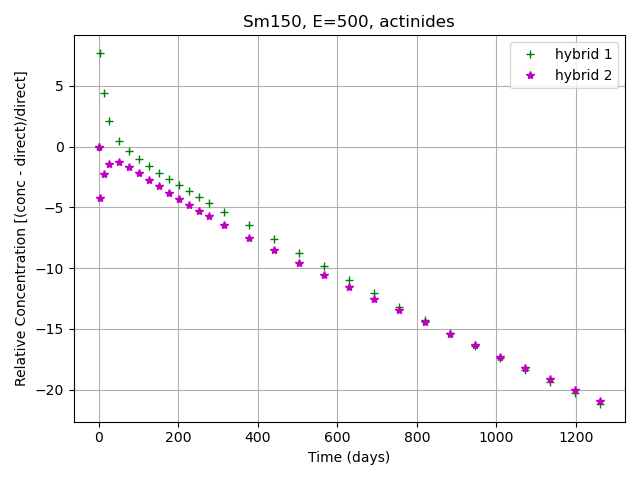 Sm150, E=500, actinides
hybrid 1
hybrid 2
Relative Concentration [(conc - direct)/direct]
5
0
−5
−10
−15
−20
0 200 400 600 800 1000 1200
Time (days)